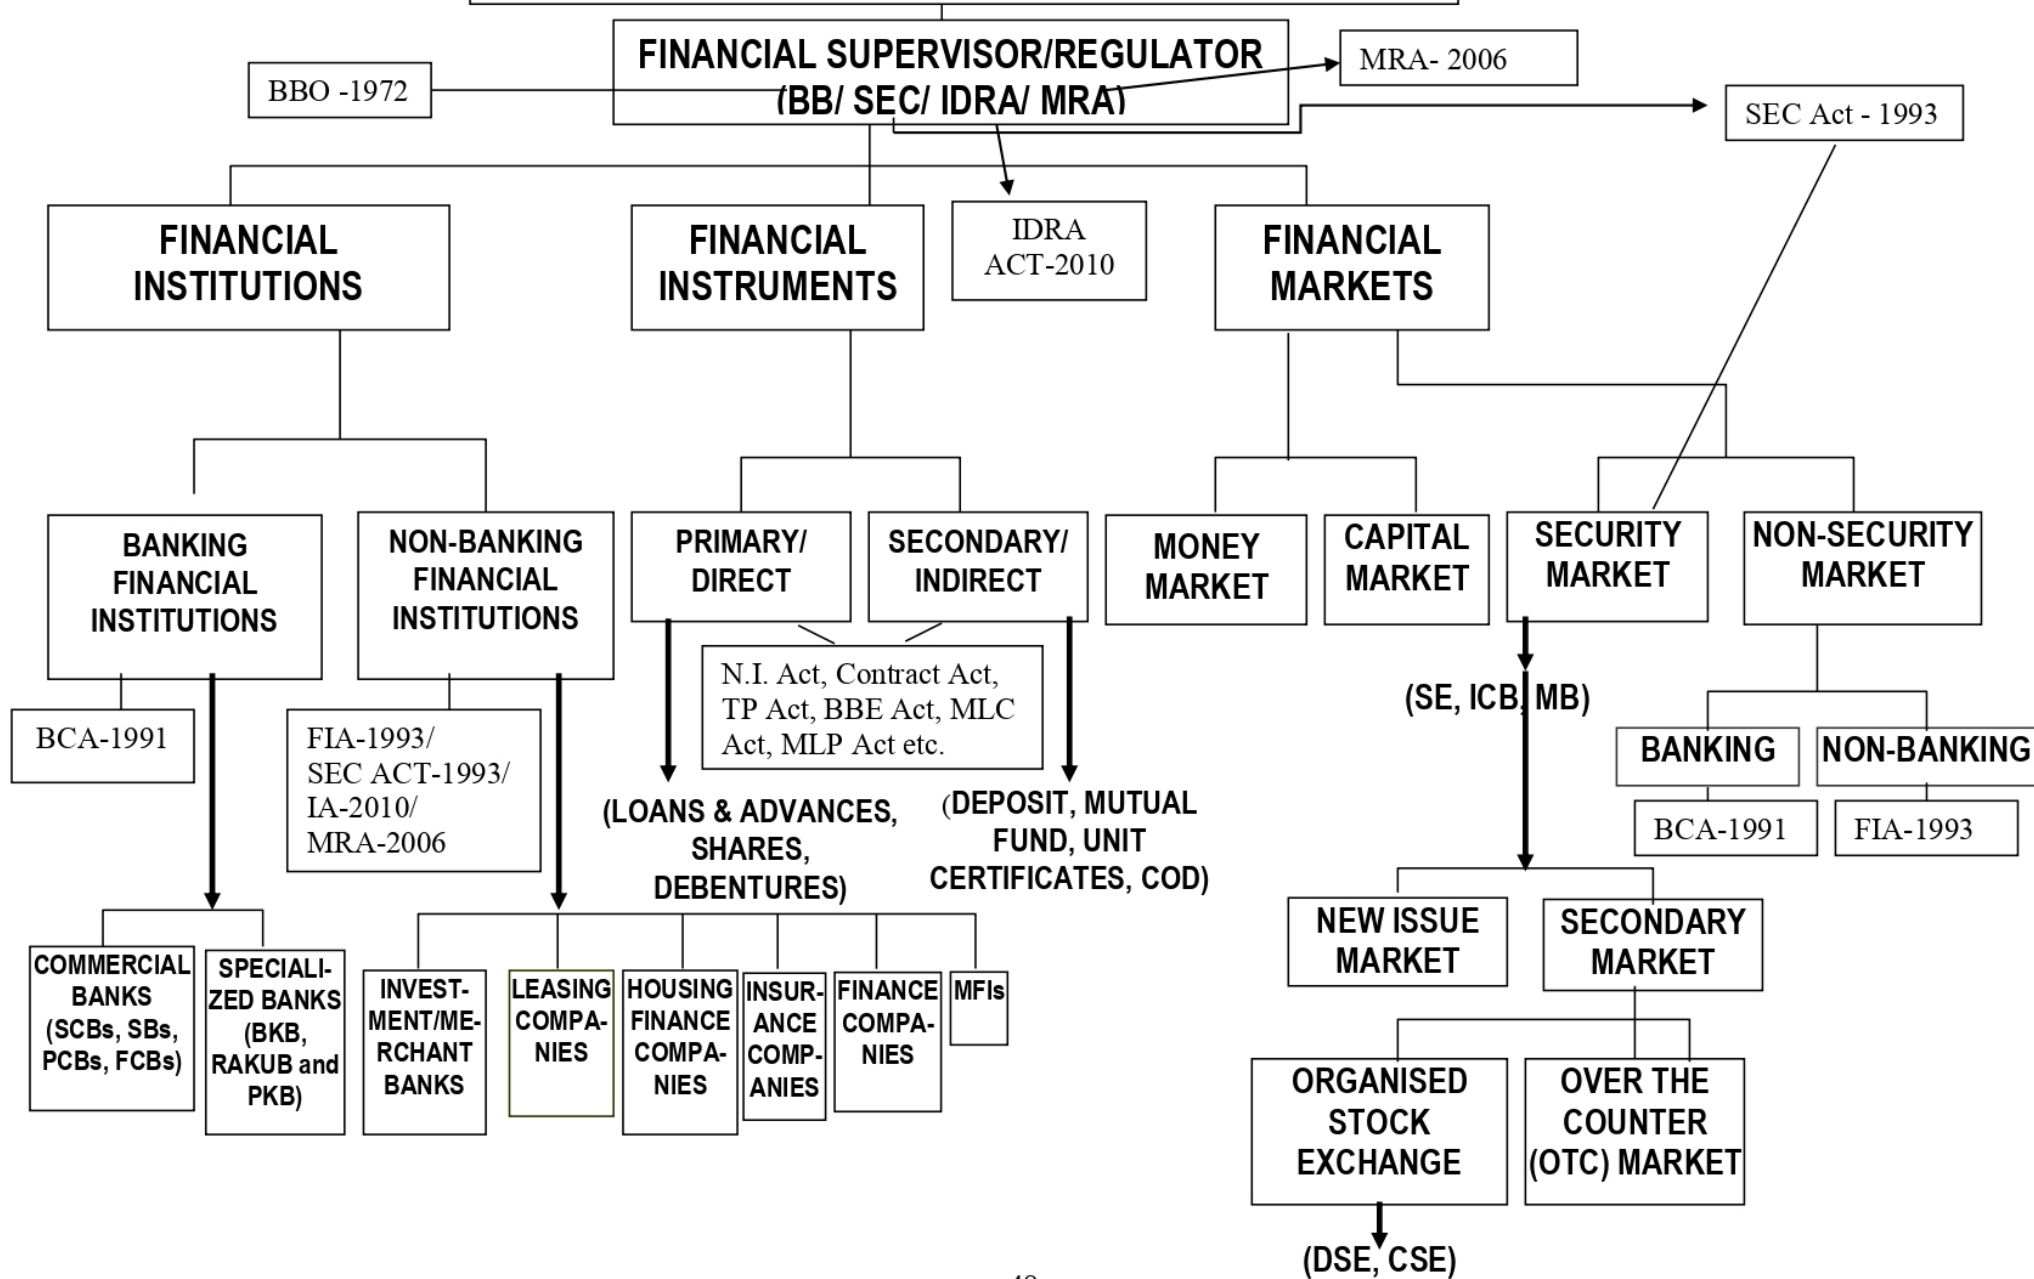 FINANCIAL SUPERVISOR/REGULATOR
(BB/ SEC/ IDRA/ MRA)
BBO -1972
MRA- 2006
SEC Act - 1993
FINANCIAL
INSTITUTIONS
FINANCIAL
INSTRUMENTS
IDRA
ACT-2010
FINANCIAL
MARKETS
BANKING
FINANCIAL
INSTITUTIONS
NON-BANKING
FINANCIAL
INSTITUTIONS
PRIMARY/
DIRECT
SECONDARY/
INDIRECT
MONEY
MARKET
CAPITAL
MARKET
SECURITY
MARKET
NON-SECURITY
MARKET
BCA-1991
FIA-1993/
SEC ACT-1993/
IA-2010/
MRA-2006
N.I. Act, Contract Act,
TP Act, BBE Act, MLC
Act, MLP Act etc.
(SE, ICB, MB)
BANKING
NON-BANKING
BCA-1991
FIA-1993
(LOANS & ADVANCES,
SHARES,
DEBENTURES)
(DEPOSIT, MUTUAL
FUND, UNIT
CERTIFICATES, COD)
NEW ISSUE
MARKET
SECONDARY
MARKET
COMMERCIAL
BANKS
(SCBs, SBs,
PCBs, FCBs)
SPECIALI-
ZED BANKS
(BKB,
RAKUB and
PKB)
INVEST-
MENT/ME-
RCHANT
BANKS
LEASING
COMPA-
NIES
HOUSING
FINANCE
COMPA-
NIES
INSUR-
ANCE
COMP-
ANIES
FINANCE
COMPA-
NIES
MFIs
ORGANISED
STOCK
EXCHANGE
OVER THE
COUNTER
(OTC) MARKET
(DSE, CSE)